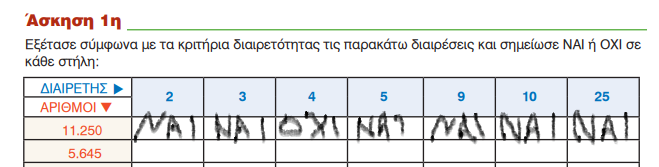 Άσκηση 1η
Εξέτασε σύμφωνα με τα κριτήρια διαιρετότητας τις παρακάτω διαιρέσεις και σημείωσε ΝΑΙ ή ΟΧΙ σε
κάθε στήλη:
ΔΙΑΙΡΕΤΗΣ ▶ 2 3 4 5 9 10 25
ΑΡΙΘΜΟΙ ▼
11.250 ΝΑΙ ΝΑΙ ΟΧΙ ΝΑΙ ΝΑΙ ΝΑΙ ΝΑΙ
5.645